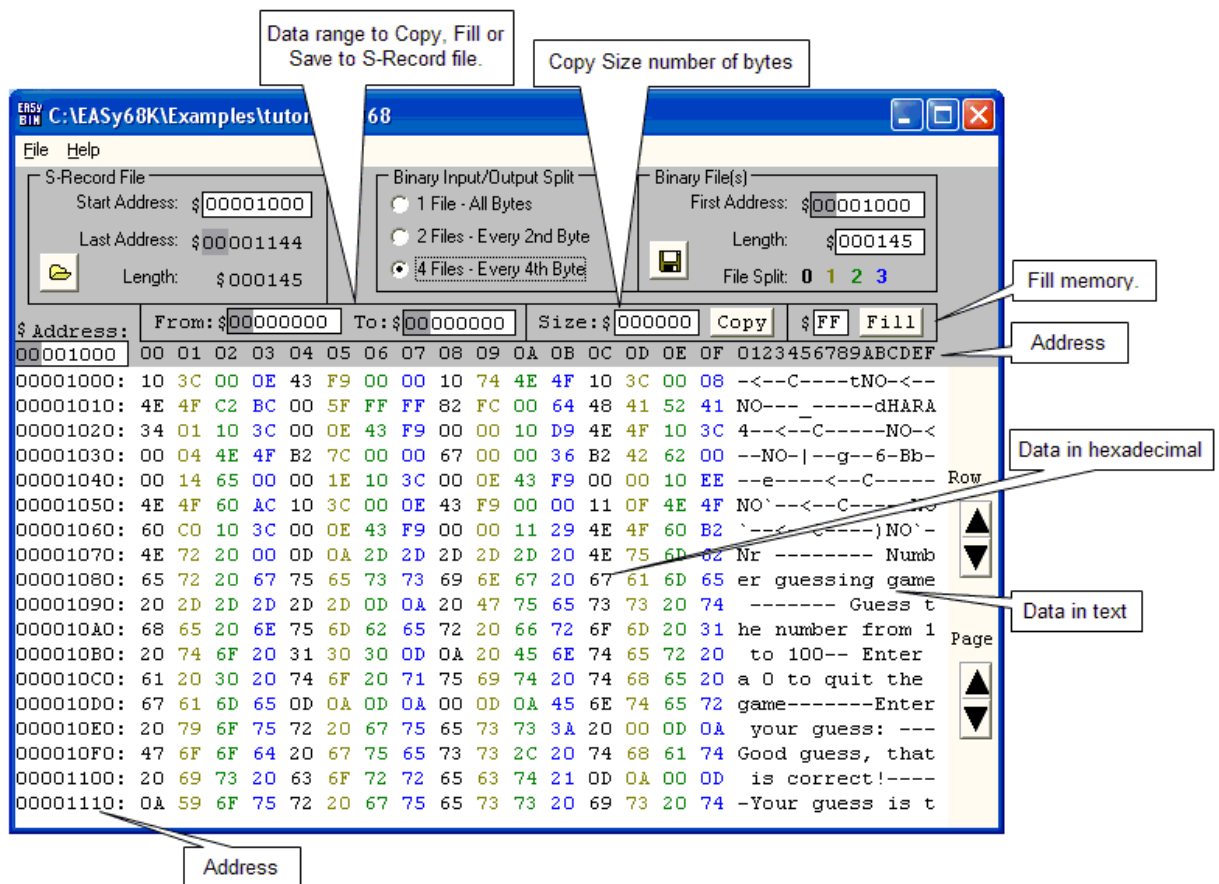 Data range to Copy, Fill or
Save to S-Record file.
Copy Size number of bytes
EASy
BIN
C:\EASy68K\Examples\tutor 68
File Help
S-Record File
Start Address: $00001000
Last Address: $00001144
Length: $000145
Binary Input/Output Split
1 File - All Bytes
2 Files - Every 2nd Byte
4 Files - Every 4th Byte
Binary File(s)
First Address: $00001000
Length: $000145
File Split: 0 1 2 3
Fill memory.
From:$00000000 To:$00000000 Size:$000000 Copy $FF Fill
$ Address:
Address
00001000 00 01 02 03 04 05 06 07 08 09 0A 0B 0C 0D 0E 0F 0123456789ABCDEF
00001000: 10 3C 00 0E 43 F9 00 00 10 74 4E 4F 10 3C 00 08 -<--C----tNO-<--
00001010: 4E 4F C2 BC 00 5F FF FF 82 FC 00 64 48 41 52 41 NO---_-----dHARA
00001020: 34 01 10 3C 00 0E 43 F9 00 00 10 D9 4E 4F 10 3C 4--<--C-----NO-<
00001030: 00 04 4E 4F B2 7C 00 00 67 00 00 36 B2 42 62 00 --NO-|--g--6-Bb-
00001040: 00 14 65 00 00 1E 10 3C 00 0E 43 F9 00 00 10 EE --e----<--C-----
00001050: 4E 4F 60 AC 10 3C 00 0E 43 F9 00 00 11 0F 4E 4F NO`--<--C-----NO
00001060: 60 C0 10 3C 00 0E 43 F9 00 00 11 29 4E 4F 60 B2 `--<--C----)NO`-
00001070: 4E 72 20 00 0D 0A 2D 2D 2D 2D 2D 20 4E 75 6D 62 Nr -------- Numb
00001080: 65 72 20 67 75 65 73 73 69 6E 67 20 67 61 6D 65 er guessing game
00001090: 20 2D 2D 2D 2D 2D 0D 0A 20 47 75 65 73 73 20 74 ------- Guess t
000010A0: 68 65 20 6E 75 6D 62 65 72 20 66 72 6F 6D 20 31 he number from 1
000010B0: 20 74 6F 20 31 30 30 0D 0A 20 45 6E 74 65 72 20 to 100-- Enter
000010C0: 61 20 30 20 74 6F 20 71 75 69 74 20 74 68 65 20 a 0 to quit the
000010D0: 67 61 6D 65 0D 0A 0D 0A 00 0D 0A 45 6E 74 65 72 game-------Enter
000010E0: 20 79 6F 75 72 20 67 75 65 73 73 3A 20 00 0D 0A your guess: ---
000010F0: 47 6F 6F 64 20 67 75 65 73 73 2C 20 74 68 61 74 Good guess, that
00001100: 20 69 73 20 63 6F 72 72 65 63 74 21 0D 0A 00 0D is correct!----
00001110: 0A 59 6F 75 72 20 67 75 65 73 73 20 69 73 20 74 -Your guess is t
Data in hexadecimal
Row
Data in text
Page
Address